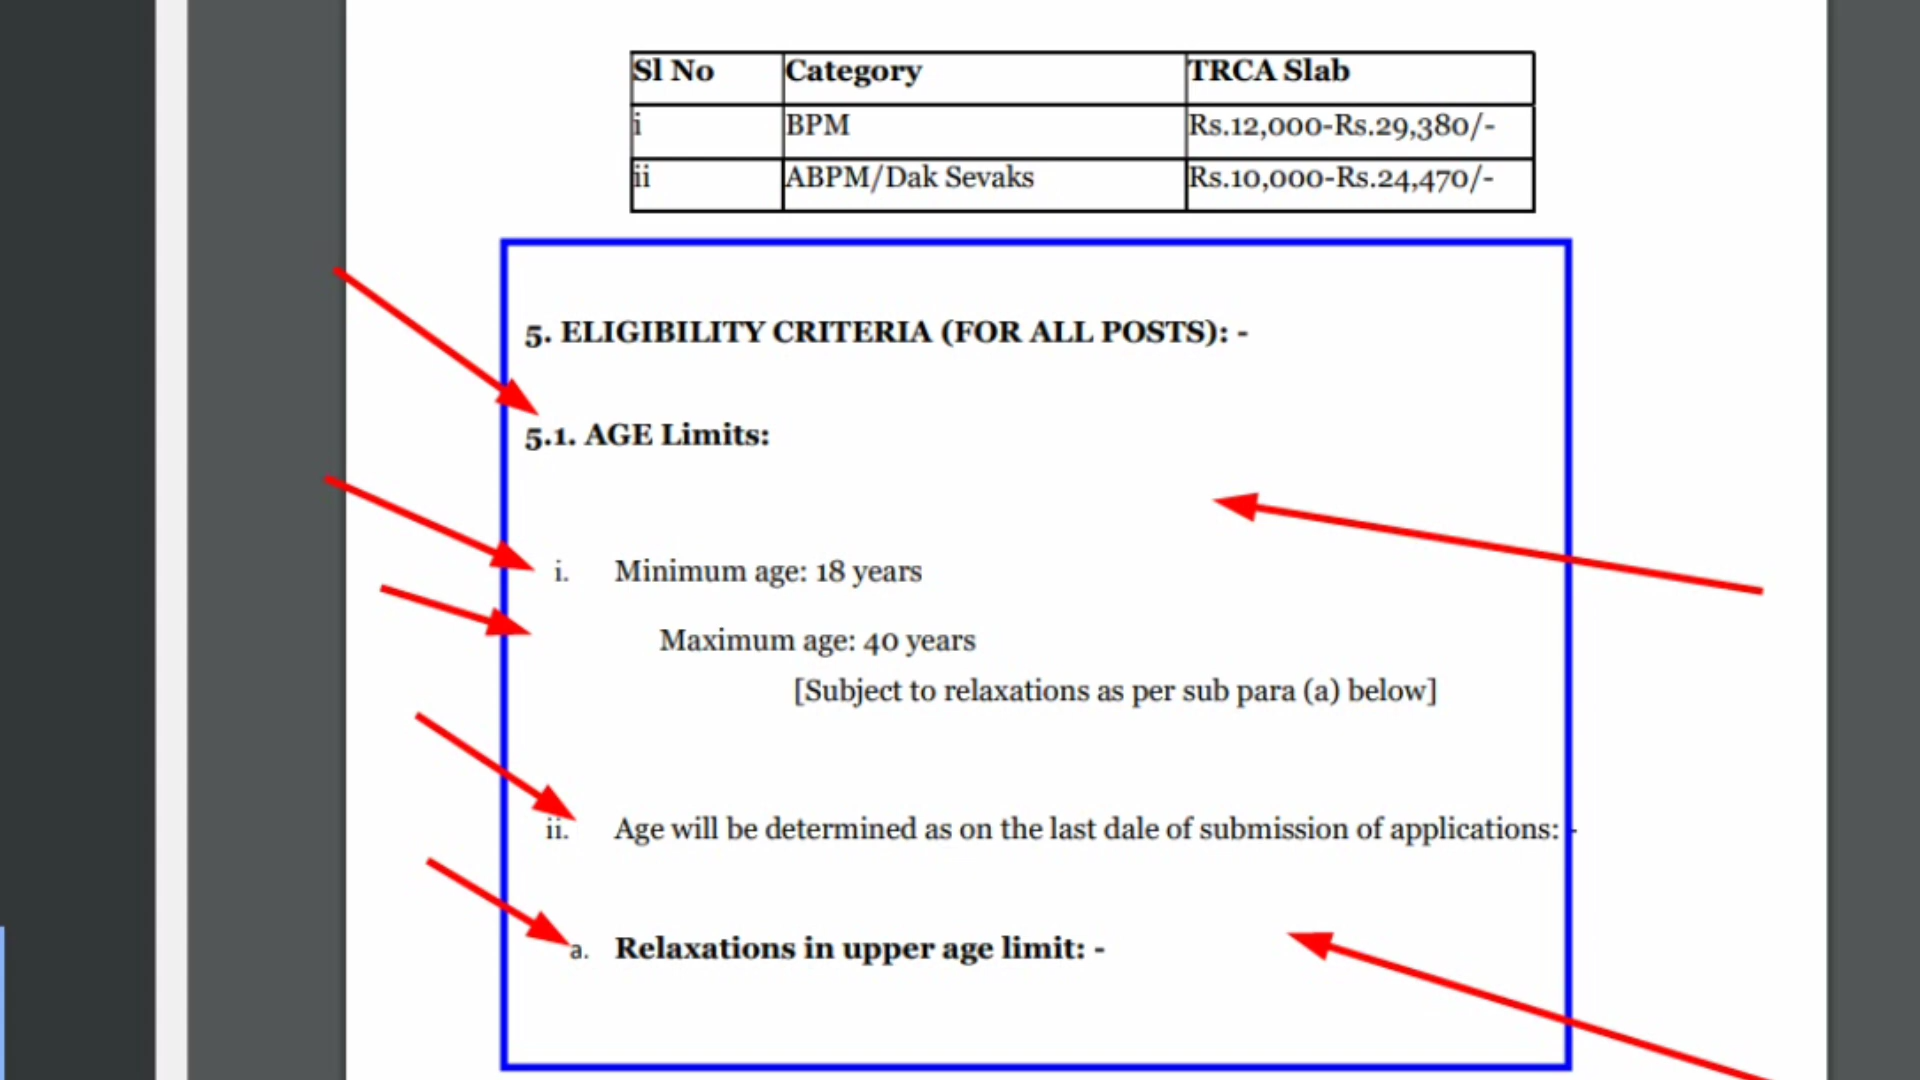 Sl No Category TRCA Slab
i BPM Rs.12,000-Rs.29,380/-
ii ABPM/Dak Sevaks Rs.10,000-Rs.24,470/-
5. ELIGIBILITY CRITERIA (FOR ALL POSTS): -
5.1. AGE Limits:
i. Minimum age: 18 years
Maximum age: 40 years
[Subject to relaxations as per sub para (a) below]
ii. Age will be determined as on the last dale of submission of applications: -
a. Relaxations in upper age limit: -